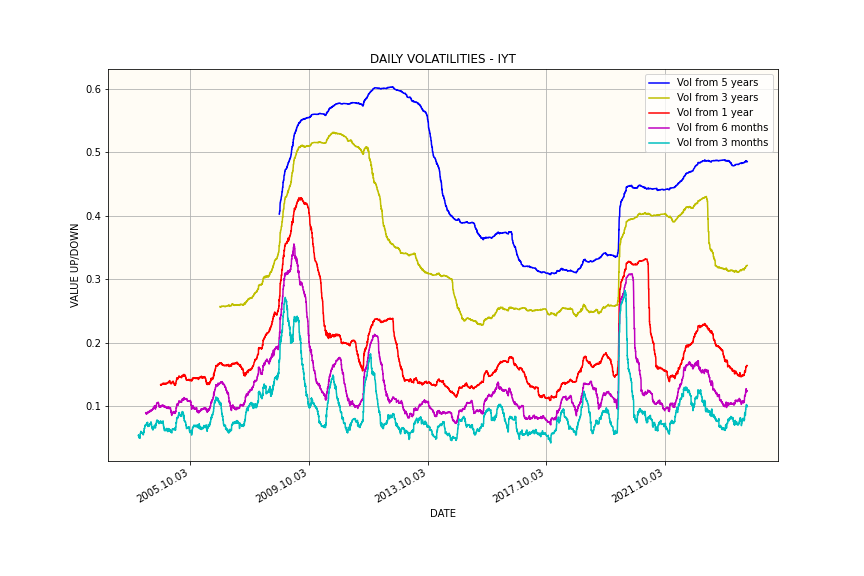 DAILY VOLATILITIES - IYT
Vol from 5 years
Vol from 3 years
Vol from 1 year
Vol from 6 months
Vol from 3 months
VALUE UP/DOWN
0.6
0.5
0.4
0.3
0.2
0.1
2005.10.03
2009.10.03
2013.10.03
2017.10.03
2021.10.03
DATE